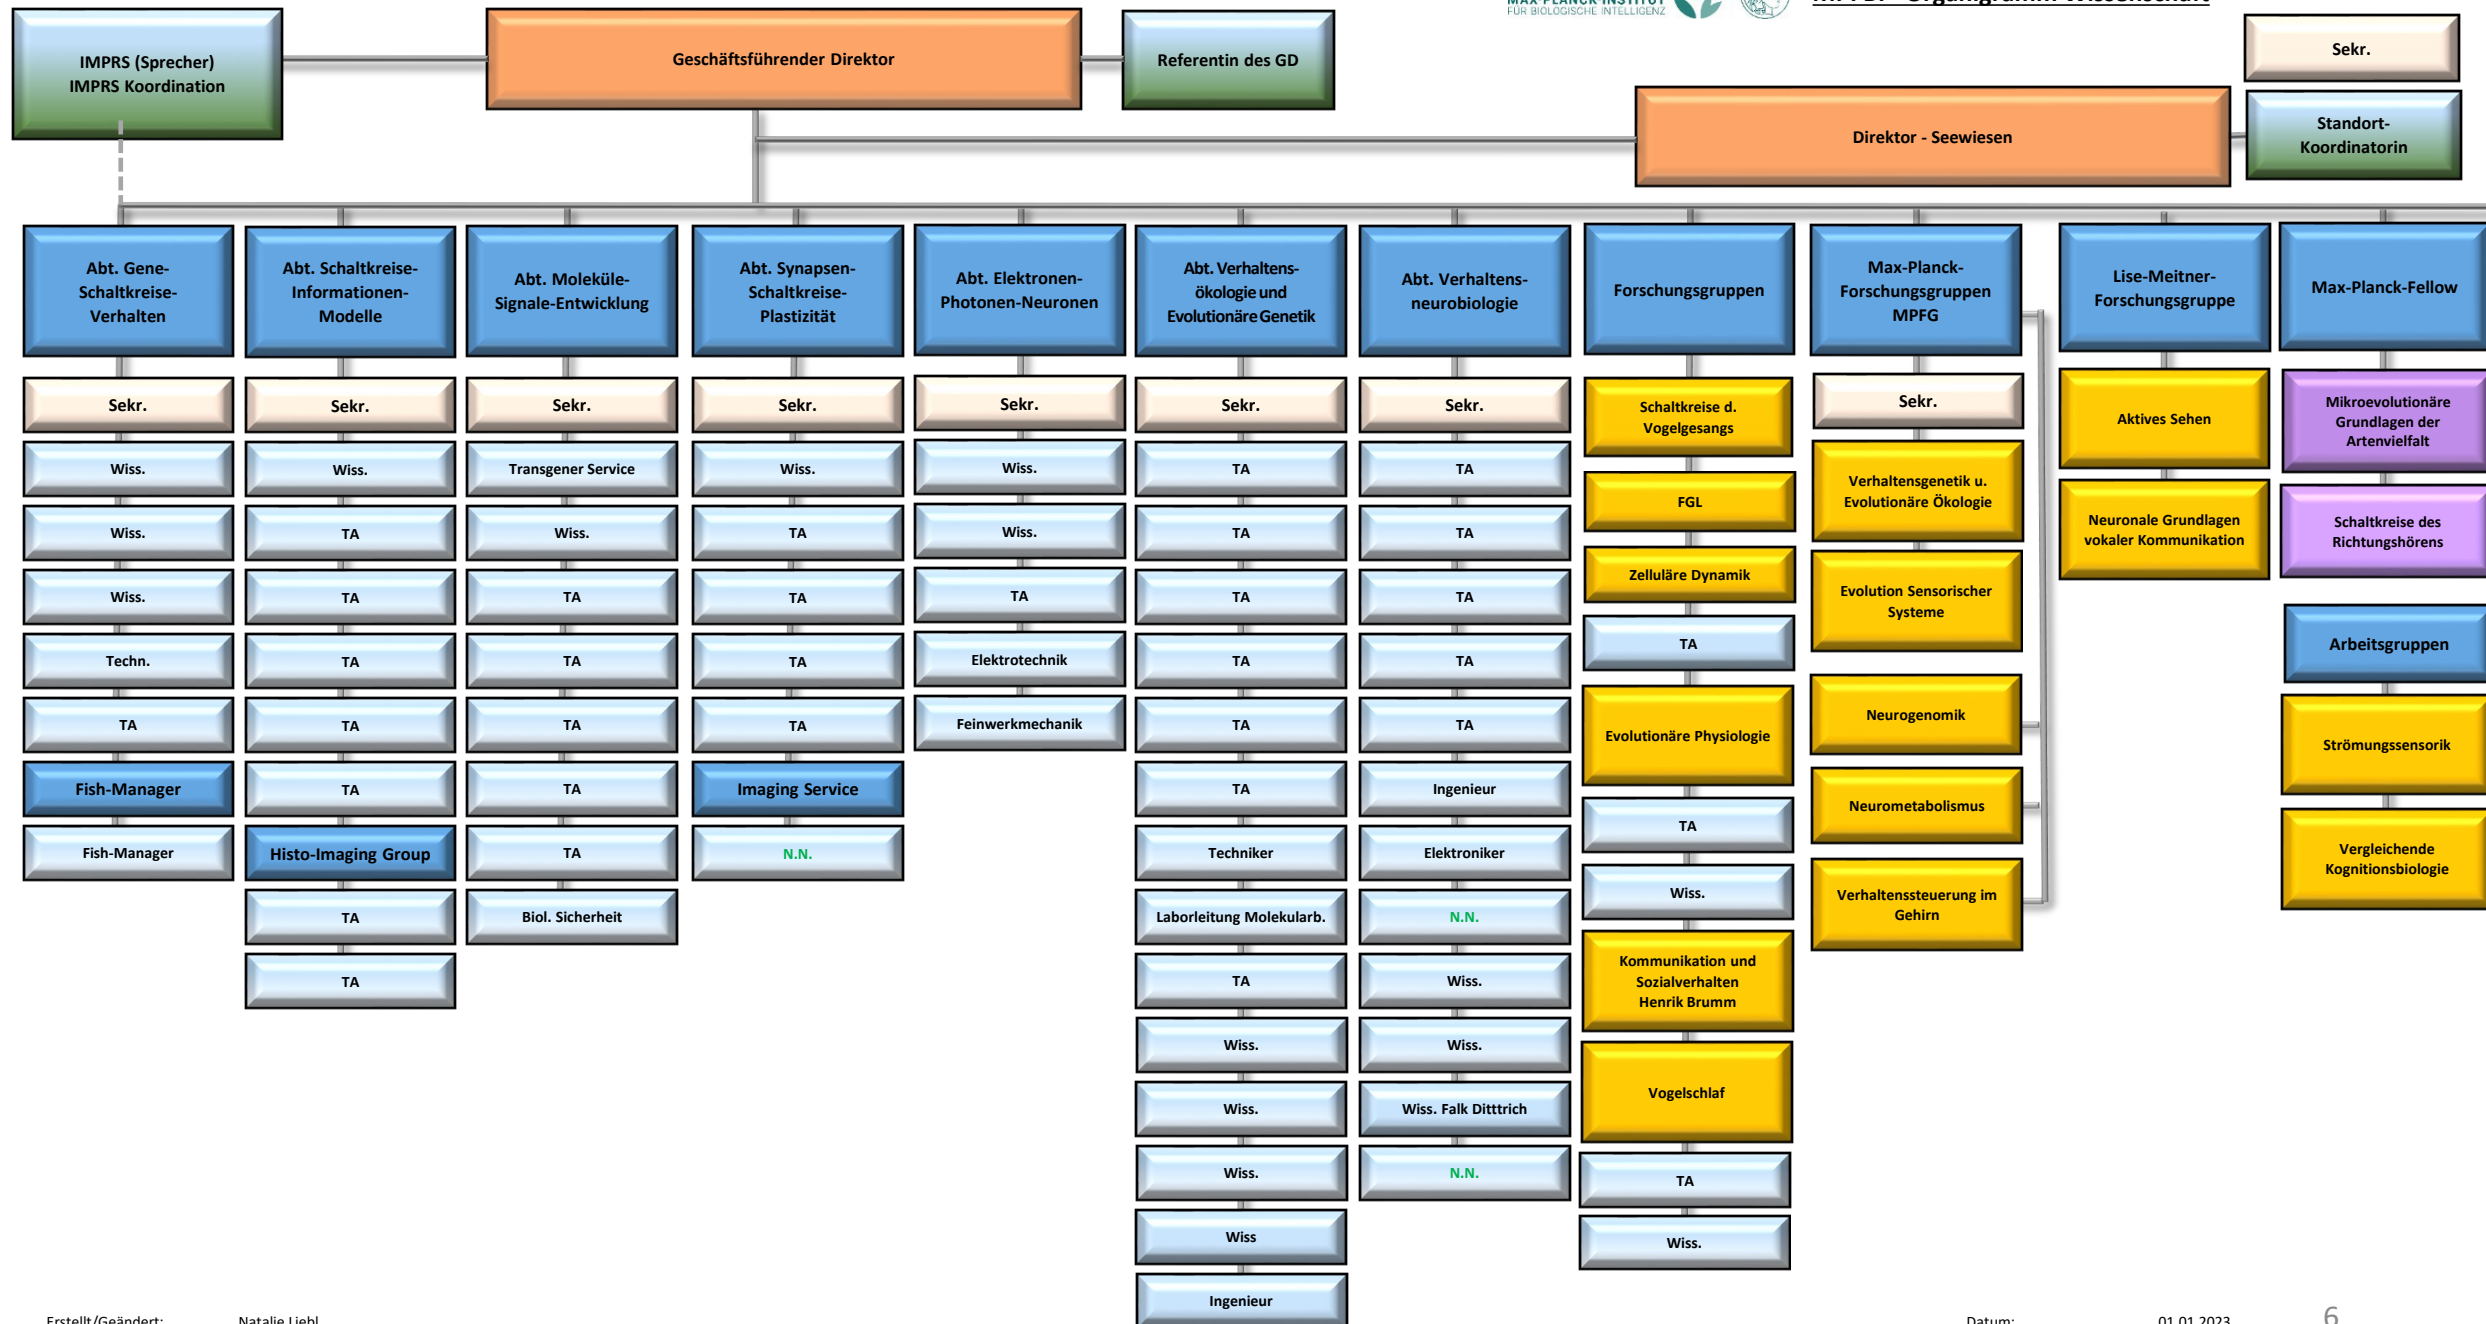 MAX-PLANCK-INSTITUT
FÜR BIOLOGISCHE INTELLIGENZ
Organigramm Wissenschaft
IMPRS (Sprecher)
IMPRS Koordination
Geschäftsführender Direktor
Referentin des GD
Sekr.
Direktor - Seewiesen
Standort-
Koordinatorin
Abt. Gene-
Schaltkreise-
Verhalten
Sekr.
Wiss.
Wiss.
Wiss.
Techn.
TA
Fish-Manager
Fish-Manager
Abt. Schaltkreise-
Informationen-
Modelle
Sekr.
Wiss.
TA
TA
TA
TA
TA
Histo-Imaging Group
TA
TA
Abt. Moleküle-
Signale-Entwicklung
Sekr.
Transgener Service
Wiss.
TA
TA
TA
TA
TA
Biol. Sicherheit
Abt. Synapsen-
Schaltkreise-
Plastizität
Sekr.
Wiss.
TA
TA
TA
TA
Imaging Service
N.N.
Abt. Elektronen-
Photonen-Neuronen
Sekr.
Wiss.
Wiss.
TA
Elektrotechnik
Feinwerkmechanik
Abt. Verhaltens-
ökologie und
Evolutionäre Genetik
Sekr.
TA
TA
TA
TA
TA
TA
Techniker
Laborleitung Molekularb.
TA
Wiss.
Wiss.
Wiss.
Wiss
Ingenieur
Abt. Verhaltens-
neurobiologie
Sekr.
TA
TA
TA
TA
TA
Ingenieur
Elektroniker
N.N.
Wiss.
Wiss.
Wiss. Falk Ditttrich
N.N.
Forschungsgruppen
Schaltkreise d.
Vogelgesangs
FGL
Zelluläre Dynamik
TA
Evolutionäre Physiologie
TA
Wiss.
Kommunikation und
Sozialverhalten
Henrik Brumm
Vogelschlaf
TA
Wiss.
Max-Planck-
Forschungsgruppen
MPFG
Sekr.
Verhaltensgenetik u.
Evolutionäre Ökologie
Evolution Sensorischer
Systeme
Neurogenomik
Neurometabolismus
Verhaltenssteuerung im
Gehirn
Lise-Meitner-
Forschungsgruppe
Aktives Sehen
Neuronale Grundlagen
vokaler Kommunikation
Max-Planck-Fellow
Mikroevolutionäre
Grundlagen der
Artenvielfalt
Schaltkreise des
Richtungshörens
Arbeitsgruppen
Strömungssensorik
Vergleichende
Kognitionsbiologie
Erstellt/Geändert: Natalie Liebl
Datum: 01.01.2023
6